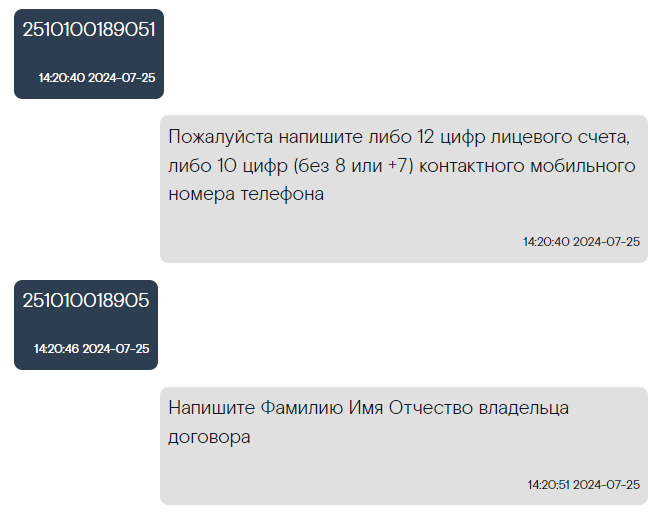 2510100189051
14:20:40 2024-07-25
Пожалуйста напишите либо 12 цифр лицевого счета,
либо 10 цифр (без 8 или +7) контактного мобильного
номера телефона
14:20:40 2024-07-25
251010018905
14:20:46 2024-07-25
Напишите Фамилию Имя Отчество владельца
договора
14:20:51 2024-07-25